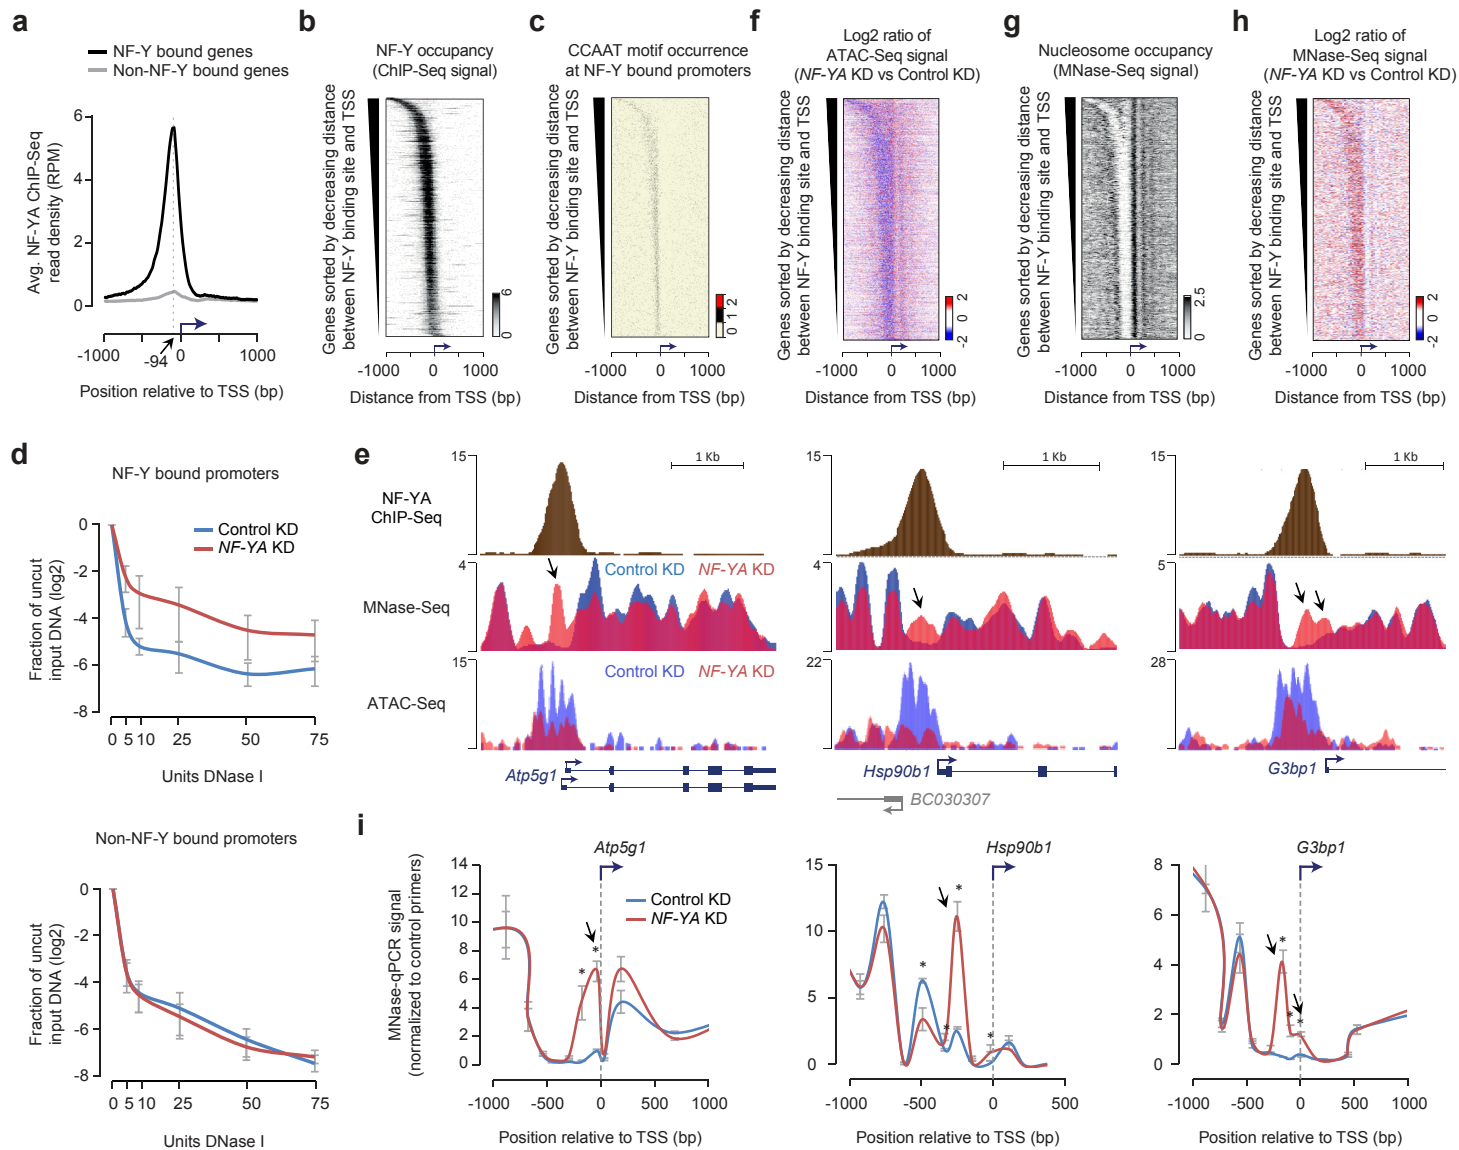 a
NF-Y bound genes
Non-NF-Y bound genes
Avg. NF-YA ChIP-Seq
read density (RPM)
6
4
2
0
-1000
-94
0
1000
Position relative to TSS (bp)
b
NF-Y occupancy
(ChIP-Seq signal)
Genes sorted by decreasing distance
between NF-Y binding site and TSS
6
0
-1000
0
1000
Distance from TSS (bp)
c
CCAAT motif occurrence
at NF-Y bound promoters
Genes sorted by decreasing distance
between NF-Y binding site and TSS
0 1 2
-1000
0
1000
Distance from TSS (bp)
f
Log2 ratio of
ATAC-Seq signal
(NF-YA KD vs Control KD)
Genes sorted by decreasing distance
between NF-Y binding site and TSS
-2 0 2
-1000
0
1000
Distance from TSS (bp)
g
Nucleosome occupancy
(MNase-Seq signal)
Genes sorted by decreasing distance
between NF-Y binding site and TSS
0 2.5
-1000
0
1000
Distance from TSS (bp)
h
Log2 ratio of
MNase-Seq signal
(NF-YA KD vs Control KD)
Genes sorted by decreasing distance
between NF-Y binding site and TSS
-2 0 2
-1000
0
1000
Distance from TSS (bp)
d
NF-Y bound promoters
Control KD
NF-YA KD
Fraction of uncut
input DNA (log2)
0
-2
-4
-6
-8
0 5 10 25 50 75
Units DNase I
Non-NF-Y bound promoters
Fraction of uncut
input DNA (log2)
0
-2
-4
-6
-8
0 5 10 25 50 75
Units DNase I
e
NF-YA
ChIP-Seq
15
1 Kb
15
1 Kb
15
1 Kb
MNase-Seq
4
Control KD NF-YA KD
4
5
ATAC-Seq
15
Control KD NF-YA KD
22
28
Atp5g1
Hsp90b1
BC030307
G3bp1
i
MNase-qPCR signal
(normalized to control primers)
Atp5g1
Control KD
NF-YA KD
14
12
10
8
6
4
2
0
* *
-1000 -500 0 500 1000
Position relative to TSS (bp)
Hsp90b1
15
10
5
0
* * * *
-1000 -500 0 500
Position relative to TSS (bp)
G3bp1
8
6
4
2
0
* * *
-1000 -500 0 500 1000
Position relative to TSS (bp)